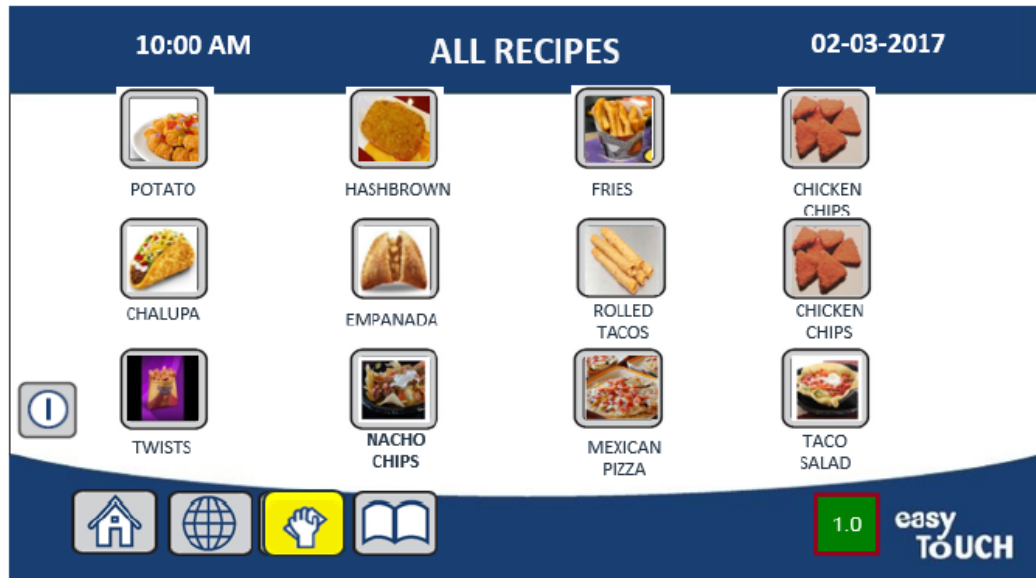 10:00 AM
ALL RECIPES
02-03-2017
POTATO
HASHBROWN
FRIES
CHICKEN
CHIPS
CHALUPA
EMPANADA
ROLLED
TACOS
CHICKEN
CHIPS
TWISTS
NACHO
CHIPS
MEXICAN
PIZZA
TACO
SALAD
1.0
easy
TOUCH